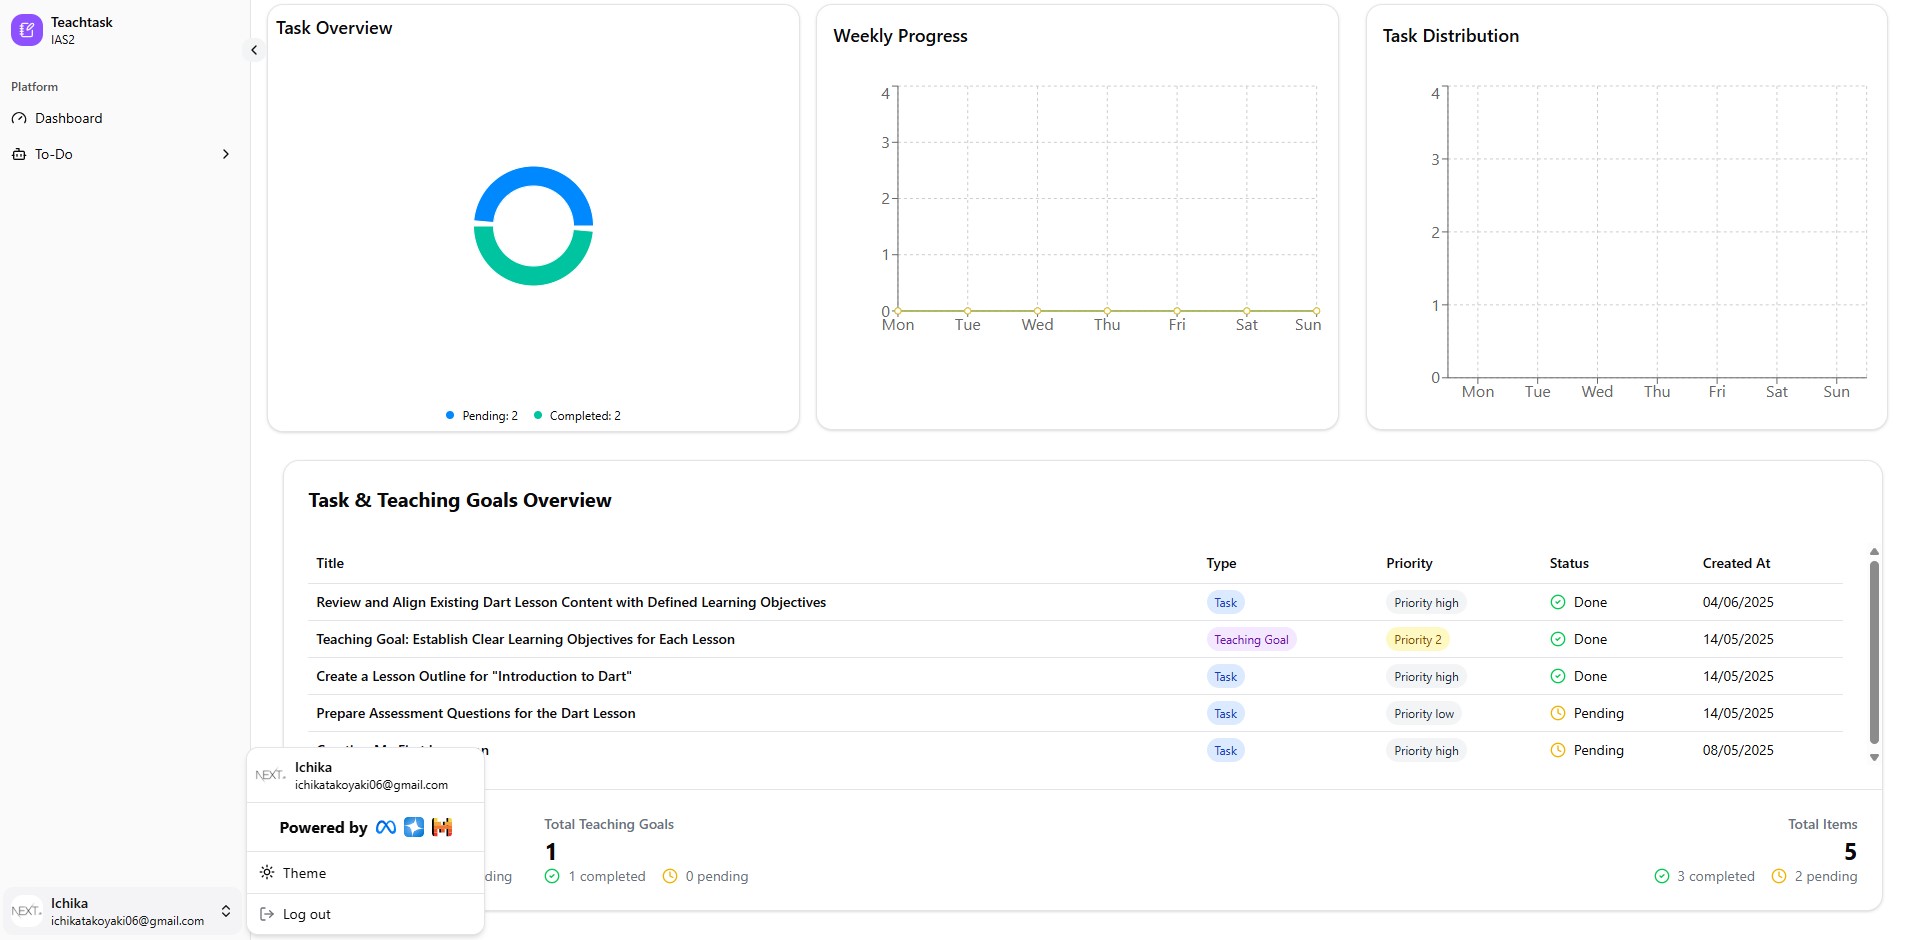 Teachtask
IAS2
Platform
Dashboard
To-Do
Task Overview
Pending: 2 Completed: 2
Weekly Progress
4
3
2
1
0
Mon Tue Wed Thu Fri Sat Sun
Task Distribution
4
3
2
1
0
Mon Tue Wed Thu Fri Sat Sun
Task & Teaching Goals Overview
Title Type Priority Status Created At
Review and Align Existing Dart Lesson Content with Defined Learning Objectives Task Priority high Done 04/06/2025
Teaching Goal: Establish Clear Learning Objectives for Each Lesson Teaching Goal Priority 2 Done 14/05/2025
Create a Lesson Outline for "Introduction to Dart" Task Priority high Done 14/05/2025
Prepare Assessment Questions for the Dart Lesson Task Priority low Pending 14/05/2025
Task Priority high Pending 08/05/2025
Total Teaching Goals
1
1 completed 0 pending
Total Items
5
3 completed 2 pending
NEXT.
Ichika
ichikatakoyaki06@gmail.com
Powered by
Theme
Log out
NEXT.
Ichika
ichikatakoyaki06@gmail.com